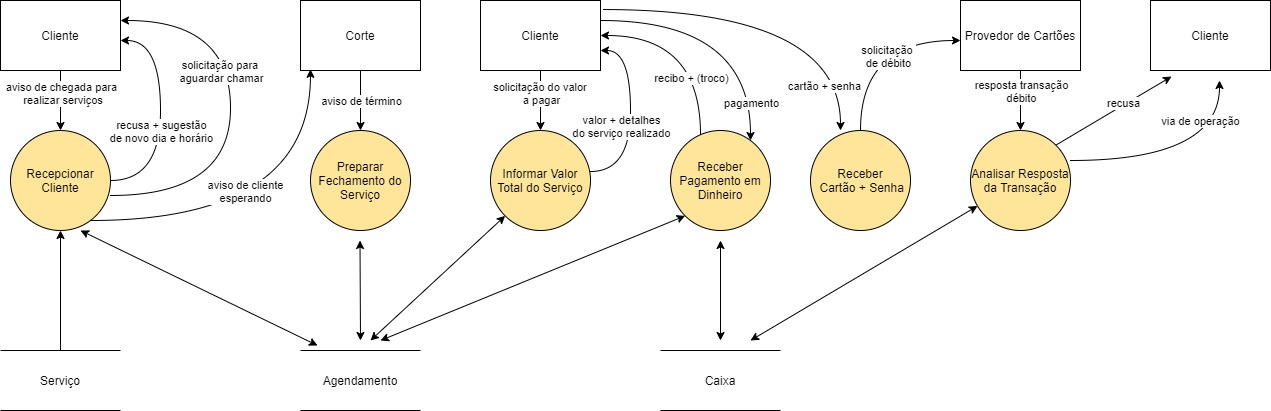 Cliente
Corte
Cliente
Provedor de Cartões
Cliente
aviso de chegada para
realizar serviços
solicitação para
aguardar chamar
recusa + sugestão
de novo dia e horário
aviso de cliente
esperando
aviso de término
solicitação do valor
a pagar
valor + detalhes
do serviço realizado
recibo + (troco)
pagamento
cartão + senha
solicitação
de débito
resposta transação
débito
recusa
via de operação
Recepcionar
Cliente
Preparar
Fechamento do
Serviço
Informar Valor
Total do Serviço
Receber
Pagamento em
Dinheiro
Receber
Cartão + Senha
Analisar Resposta
da Transação
Serviço
Agendamento
Caixa